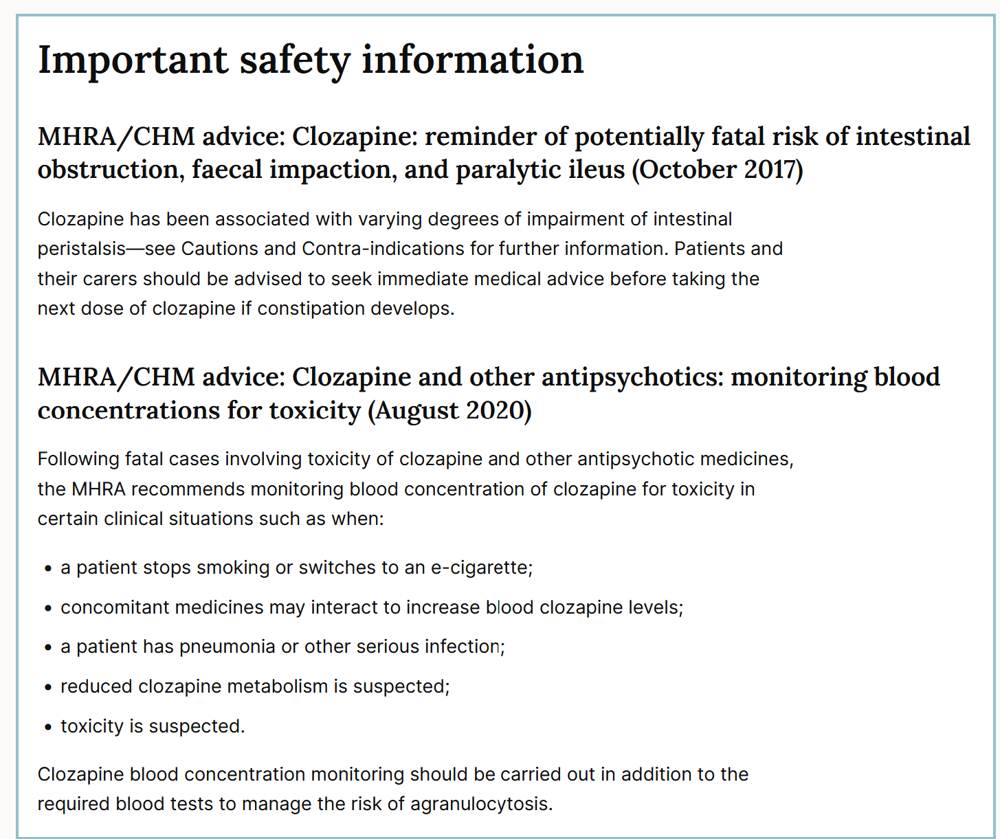 Important safety information
MHRA/CHM advice: Clozapine: reminder of potentially fatal risk of intestinal
obstruction, faecal impaction, and paralytic ileus (October 2017)
Clozapine has been associated with varying degrees of impairment of intestinal
peristalsis—see Cautions and Contra-indications for further information. Patients and
their carers should be advised to seek immediate medical advice before taking the
next dose of clozapine if constipation develops.
MHRA/CHM advice: Clozapine and other antipsychotics: monitoring blood
concentrations for toxicity (August 2020)
Following fatal cases involving toxicity of clozapine and other antipsychotic medicines,
the MHRA recommends monitoring blood concentration of clozapine for toxicity in
certain clinical situations such as when:
• a patient stops smoking or switches to an e-cigarette;
• concomitant medicines may interact to increase blood clozapine levels;
• a patient has pneumonia or other serious infection;
• reduced clozapine metabolism is suspected;
• toxicity is suspected.
Clozapine blood concentration monitoring should be carried out in addition to the
required blood tests to manage the risk of agranulocytosis.